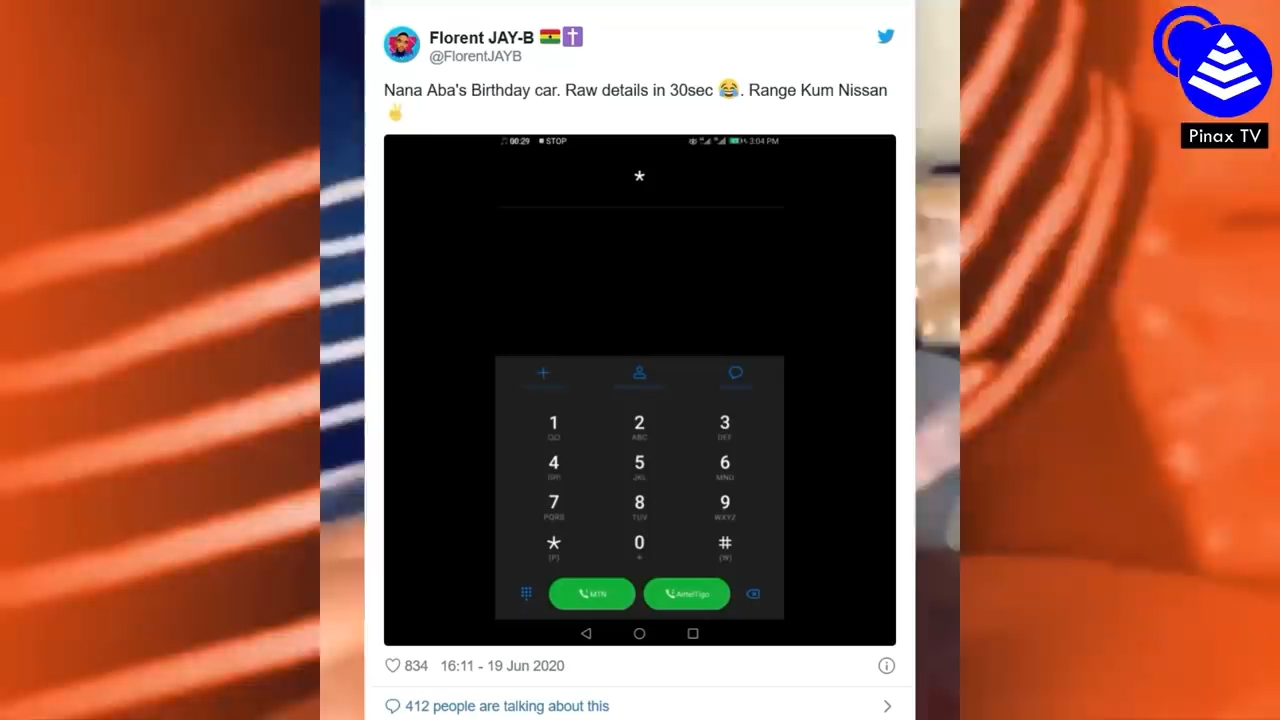 Florent JAY-B
@FlorentJAYB
Nana Aba's Birthday car. Raw details in 30sec 😂. Range Kum Nissan
✌
00:29 STOP
3:04 PM
*
1 2 3
ABC DEF
4 5 6
GHI JKL MNO
7 8 9
PQRS TUV WXYZ
* 0 #
(P) + (W)
MTN AirtelTigo
834 16:11 - 19 Jun 2020
412 people are talking about this
Pinax TV